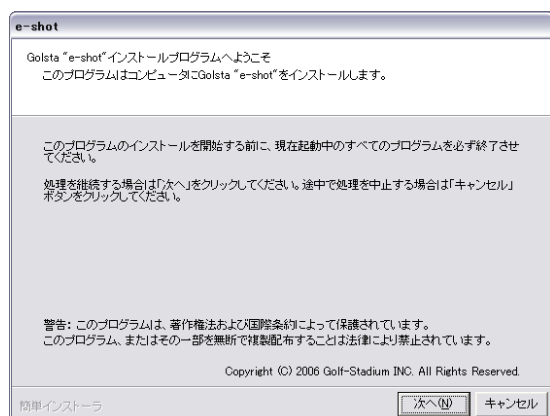 e-shot
Golsta "e-shot"インストールプログラムへようこそ
このプログラムはコンピュータにGolsta "e-shot"をインストールします。
このプログラムのインストールを開始する前に、現在起動中のすべてのプログラムを必ず終了させ
てください。
処理を継続する場合は「次へ」をクリックしてください。途中で処理を中止する場合は「キャンセル」
ボタンをクリックしてください。
警告: このプログラムは、著作権法および国際条約によって保護されています。
このプログラム、またはその一部を無断で複製配布することは法律により禁止されています。
Copyright (C) 2006 Golf-Stadium INC. All Rights Reserved.
簡単インストーラ
次へ(N)
キャンセル